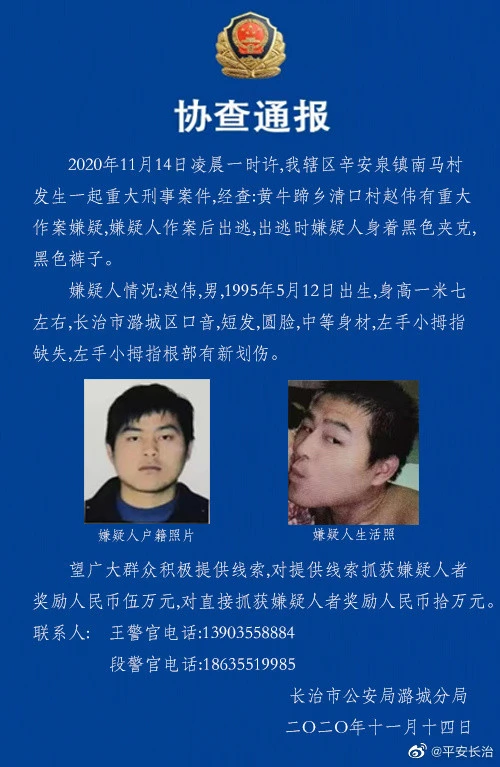 协查通报
2020年11月14日凌晨一时许,我辖区辛安泉镇南马村
发生一起重大刑事案件,经查:黄牛蹄乡清口村赵伟有重大
作案嫌疑,嫌疑人作案后出逃,出逃时嫌疑人身着黑色夹克,
黑色裤子。
嫌疑人情况:赵伟,男,1995年5月12日出生,身高一米七
左右,长治市潞城区口音,短发,圆脸,中等身材,左手小拇指
缺失,左手小拇指根部有新划伤。
嫌疑人户籍照片
嫌疑人生活照
望广大群众积极提供线索,对提供线索抓获嫌疑人者
奖励人民币伍万元,对直接抓获嫌疑人者奖励人民币拾万元。
联系人: 王警官电话:13903558884
段警官电话:18635519985
长治市公安局潞城分局
二〇二〇年十一月十四日
@平安长治